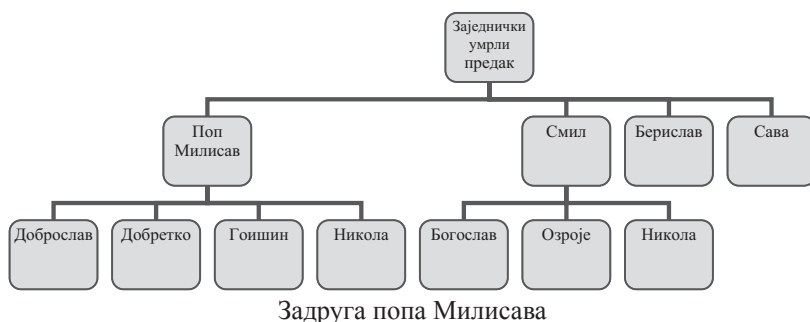 Заједнички
умрли
предак
Поп
Милисав
Смил
Берислав
Сава
Доброслав
Добретко
Гоишин
Никола
Богослав
Озроје
Никола
Задруга попа Милисава